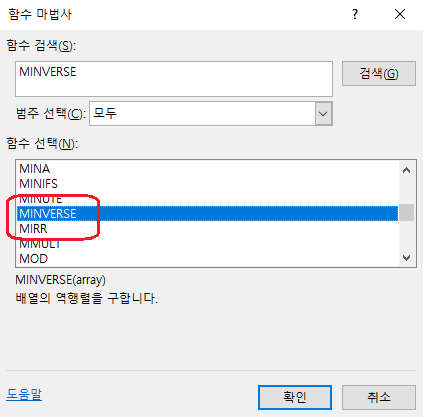 함수 마법사
? ×
함수 검색(S):
MINVERSE
검색(G)
범주 선택(C): 모두
함수 선택(N):
MINA
MINIFS
MINUTE
MINVERSE
MIRR
MMULT
MOD
MINVERSE(array)
배열의 역행렬을 구합니다.
도움말
확인
취소